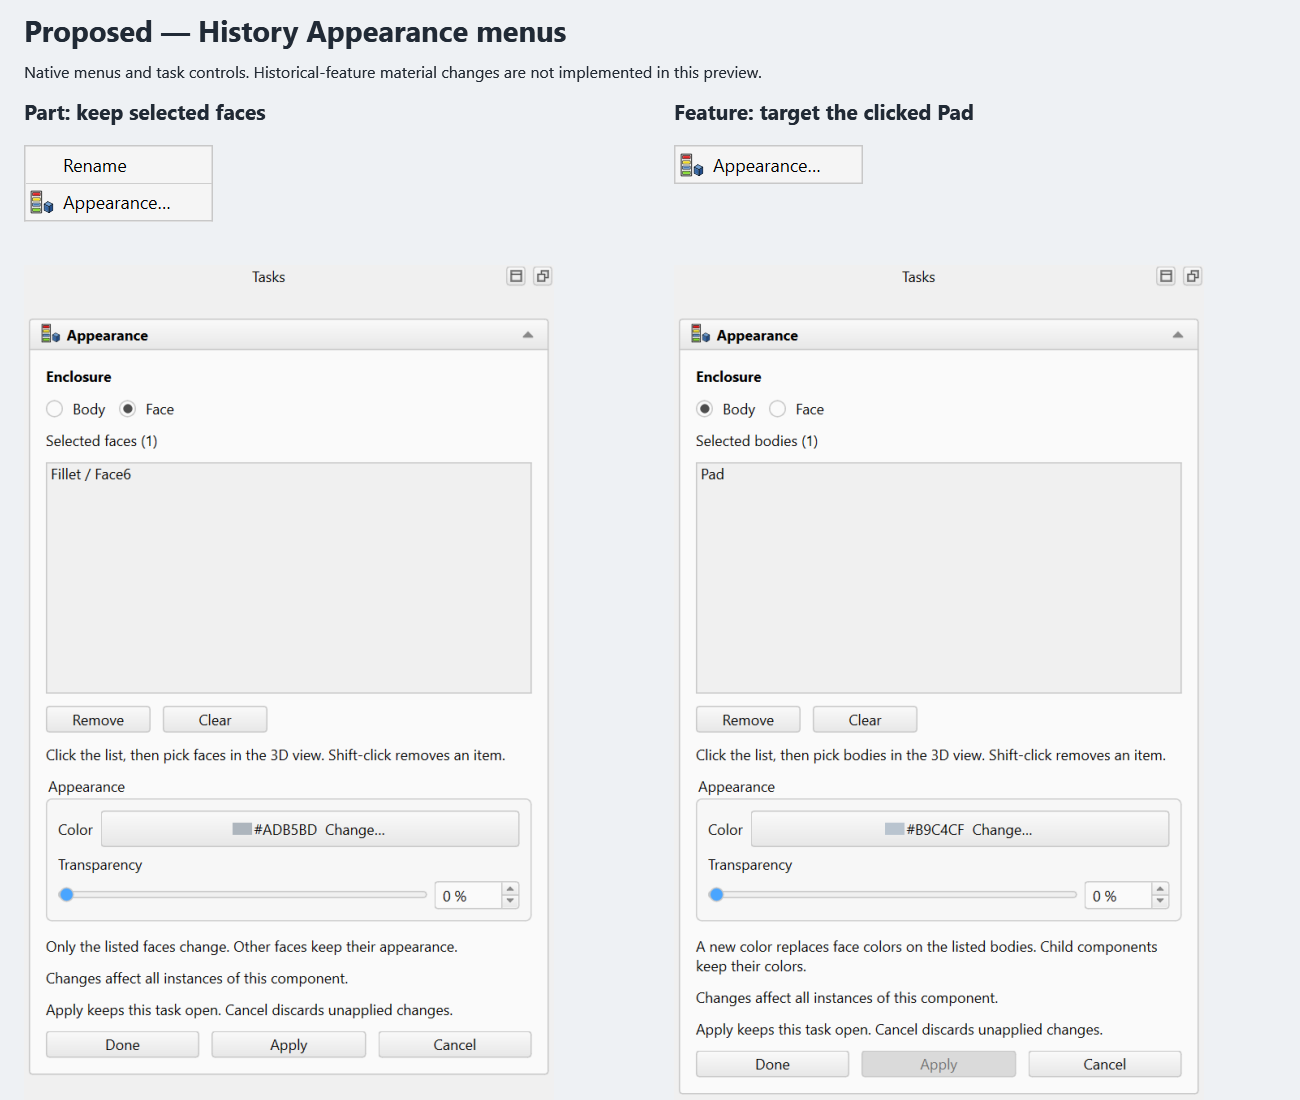 Proposed — History Appearance menus
Native menus and task controls. Historical-feature material changes are not implemented in this preview.
Part: keep selected faces
Rename
Appearance...
Tasks
Appearance
Enclosure
Body
Face
Selected faces (1)
Fillet / Face6
Remove
Clear
Click the list, then pick faces in the 3D view. Shift-click removes an item.
Appearance
Color
#ADB5BD Change...
Transparency
0 %
Only the listed faces change. Other faces keep their appearance.
Changes affect all instances of this component.
Apply keeps this task open. Cancel discards unapplied changes.
Done
Apply
Cancel
Feature: target the clicked Pad
Appearance...
Tasks
Appearance
Enclosure
Body
Face
Selected bodies (1)
Pad
Remove
Clear
Click the list, then pick bodies in the 3D view. Shift-click removes an item.
Appearance
Color
#B9C4CF Change...
Transparency
0 %
A new color replaces face colors on the listed bodies. Child components
keep their colors.
Changes affect all instances of this component.
Apply keeps this task open. Cancel discards unapplied changes.
Done
Apply
Cancel